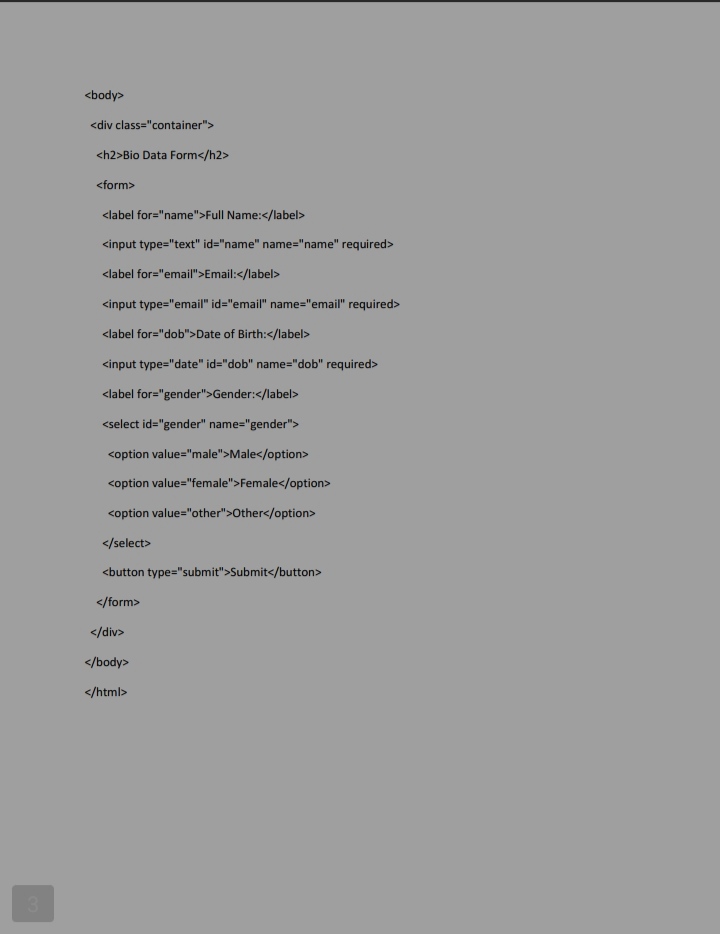 <body>
<div class="container">
<h2>Bio Data Form</h2>
<form>
<label for="name">Full Name:</label>
<input type="text" id="name" name="name" required>
<label for="email">Email:</label>
<input type="email" id="email" name="email" required>
<label for="dob">Date of Birth:</label>
<input type="date" id="dob" name="dob" required>
<label for="gender">Gender:</label>
<select id="gender" name="gender">
<option value="male">Male</option>
<option value="female">Female</option>
<option value="other">Other</option>
</select>
<button type="submit">Submit</button>
</form>
</div>
</body>
</html>
3